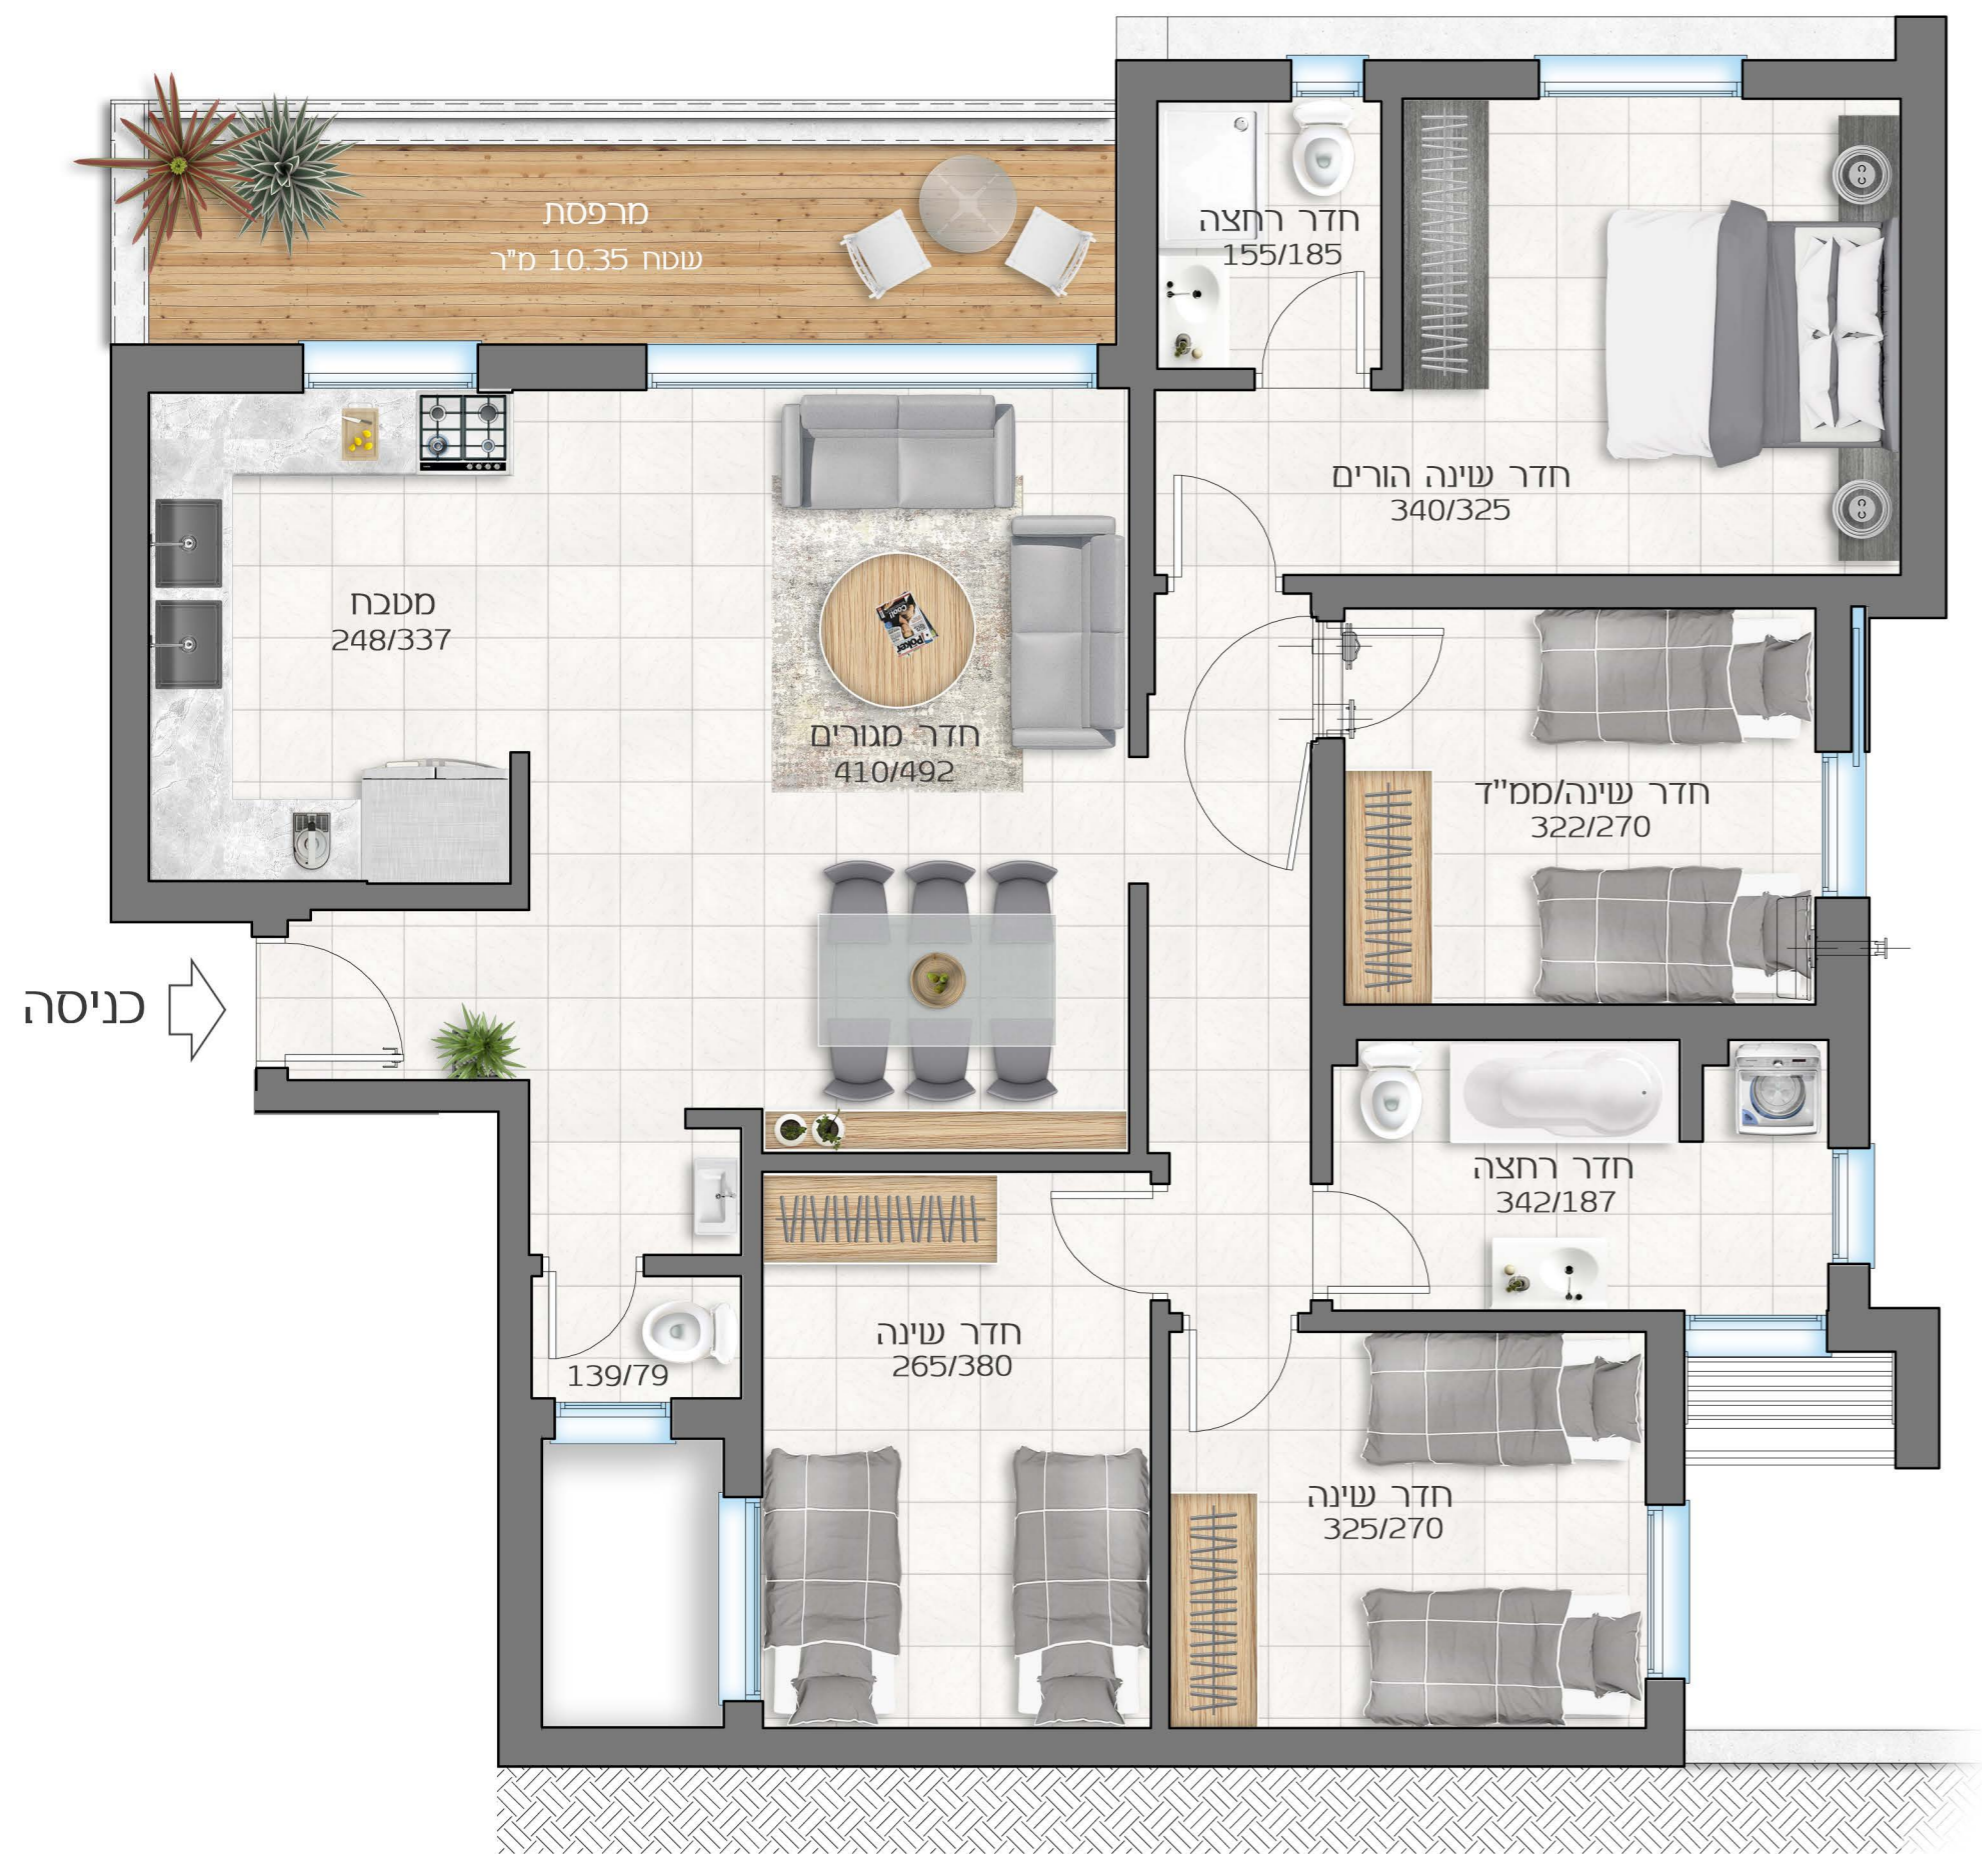 מרפסת
שטח 10.35 מ"ר
חדר רחצה
155/185
חדר שינה הורים
340/325
מטבח
248/337
חדר מגורים
410/492
Cool!
Poker
חדר שינה/ממ"ד
322/270
כניסה
חדר רחצה
342/187
139/79
חדר שינה
265/380
חדר שינה
325/270